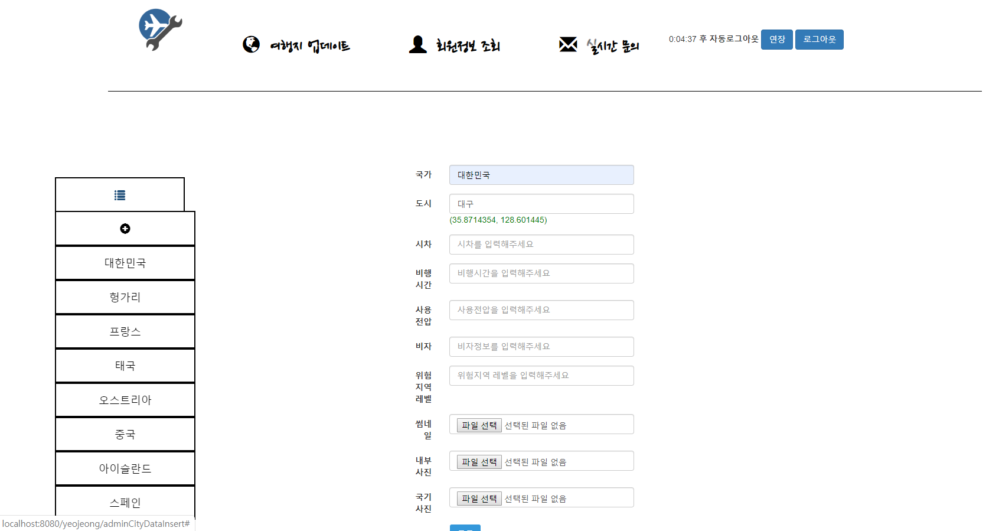 여행지 업데이트
회원정보 조회
실시간 문의
0:04:37 후 자동로그아웃 연장 로그아웃
대한민국
헝가리
프랑스
태국
오스트리아
중국
아이슬란드
스페인
국가 대한민국
도시 대구
(35.8714354, 128.601445)
시차 시차를 입력해주세요
비행 비행시간을 입력해주세요
시간
사용 사용전압을 입력해주세요
전압
비자 비자정보를 입력해주세요
위험 위험지역 레벨을 입력해주세요
지역
레벨
썸네 파일 선택 선택된 파일 없음
일
내부 파일 선택 선택된 파일 없음
사진
국기 파일 선택 선택된 파일 없음
사진
localhost:8080/yeojeong/adminCityDataInsert#